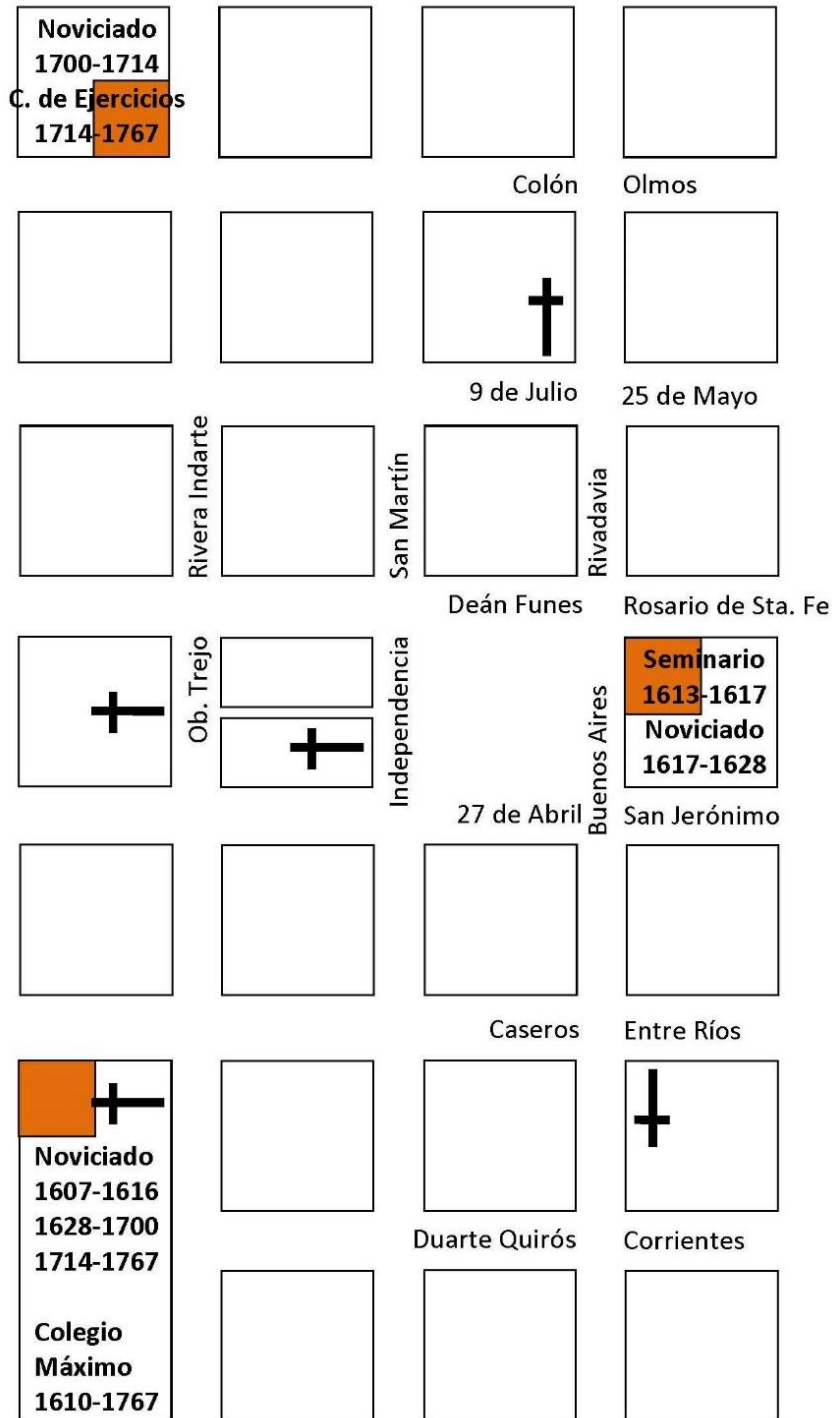 Noviciado
1700-1714
C. de Ejercicios
1714-1767
Colón
Olmos
9 de Julio
25 de Mayo
Rivera Indarte
San Martín
Rivadavia
Deán Funes
Rosario de Sta. Fe
Ob. Trejo
Independencia
Buenos Aires
Seminario
1613-1617
Noviciado
1617-1628
27 de Abril
San Jerónimo
Caseros
Entre Ríos
Noviciado
1607-1616
1628-1700
1714-1767
Duarte Quirós
Corrientes
Colegio
Máximo
1610-1767